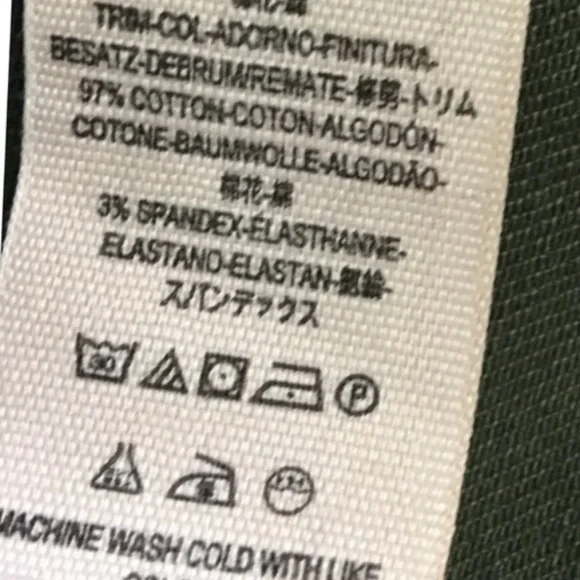 TRIM-COL-ADORNO-FINITURA-
BESATZ-DEBRUM/REMATE-修剪-トリム
97% COTTON-COTON-ALGODÓN-
COTONE-BAUMWOLLE-ALGODÃO-
棉花-綿
3% SPANDEX-ELASTHANNE-
ELASTANO-ELASTAN-氨纶-
スパンデックス
30
P
MACHINE WASH COLD WITH LIKE